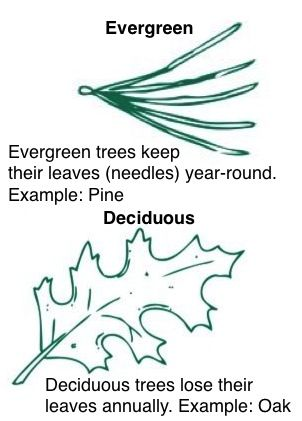 Evergreen
Evergreen trees keep
their leaves (needles) year-round.
Example: Pine
Deciduous
Deciduous trees lose their
leaves annually. Example: Oak